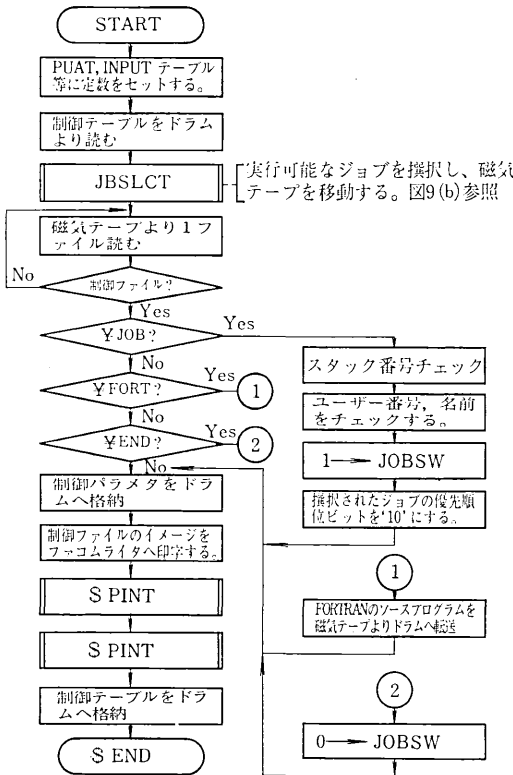 START
PUAT, INPUT テーブル
等に定数をセットする。
制御テーブルをドラム
より読む
JBSLCT
実行可能なジョブを撰択し、磁気
テープを移動する。図9(b)参照
磁気テープより1フ
ァイル読む
No
制御ファイル?
Yes
¥JOB?
Yes
No
¥FORT?
Yes
1
No
¥END?
Yes
2
No
制御パラメタをドラ
ムへ格納
制御ファイルのイメージを
ファコムライタへ印字する。
S PINT
S PINT
制御テーブルをドラ
ムへ格納
S END
スタック番号チェック
ユーザー番号, 名前
をチェックする。
1→JOBSW
撰択されたジョブの優先順
位ビットを'10'にする。
1
FORTRANのソースプログラムを
磁気テープよりドラムへ転送
2
0→JOBSW